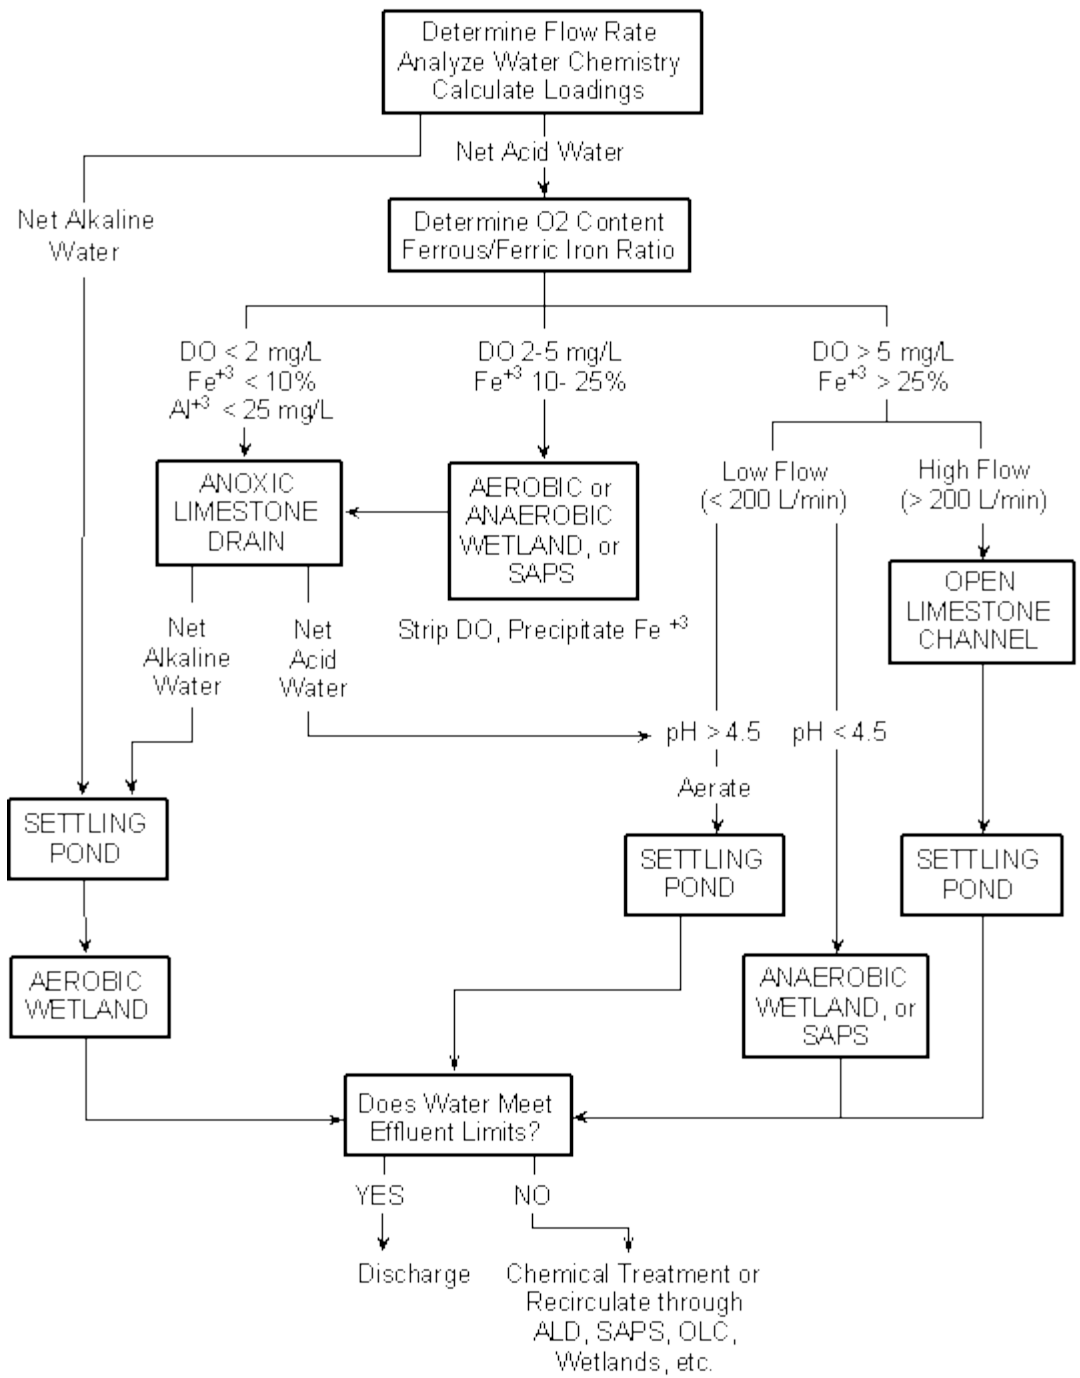 Determine Flow Rate
Analyze Water Chemistry
Calculate Loadings
Net Acid Water
Net Alkaline
Water
Determine O2 Content
Ferrous/Ferric Iron Ratio
DO < 2 mg/L
Fe+3 < 10%
Al+3 < 25 mg/L
DO 2-5 mg/L
Fe+3 10- 25%
DO > 5 mg/L
Fe+3 > 25%
ANOXIC
LIMESTONE
DRAIN
AEROBIC or
ANAEROBIC
WETLAND, or
SAPS
Strip DO, Precipitate Fe +3
Low Flow
(< 200 L/min)
High Flow
(> 200 L/min)
OPEN
LIMESTONE
CHANNEL
Net
Alkaline
Water
Net
Acid
Water
pH > 4.5
pH < 4.5
Aerate
SETTLING
POND
SETTLING
POND
SETTLING
POND
AEROBIC
WETLAND
ANAEROBIC
WETLAND, or
SAPS
Does Water Meet
Effluent Limits?
YES
NO
Discharge
Chemical Treatment or
Recirculate through
ALD, SAPS, OLC,
Wetlands, etc.